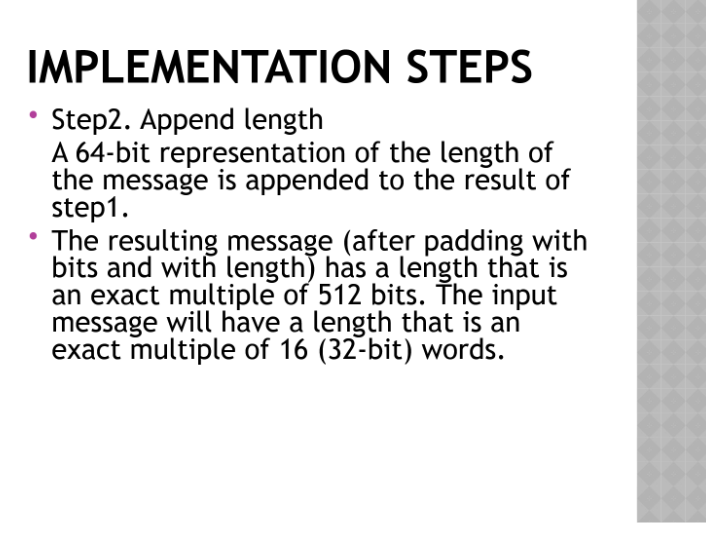 IMPLEMENTATION STEPS
• Step2. Append length
A 64-bit representation of the length of
the message is appended to the result of
step1.
• The resulting message (after padding with
bits and with length) has a length that is
an exact multiple of 512 bits. The input
message will have a length that is an
exact multiple of 16 (32-bit) words.